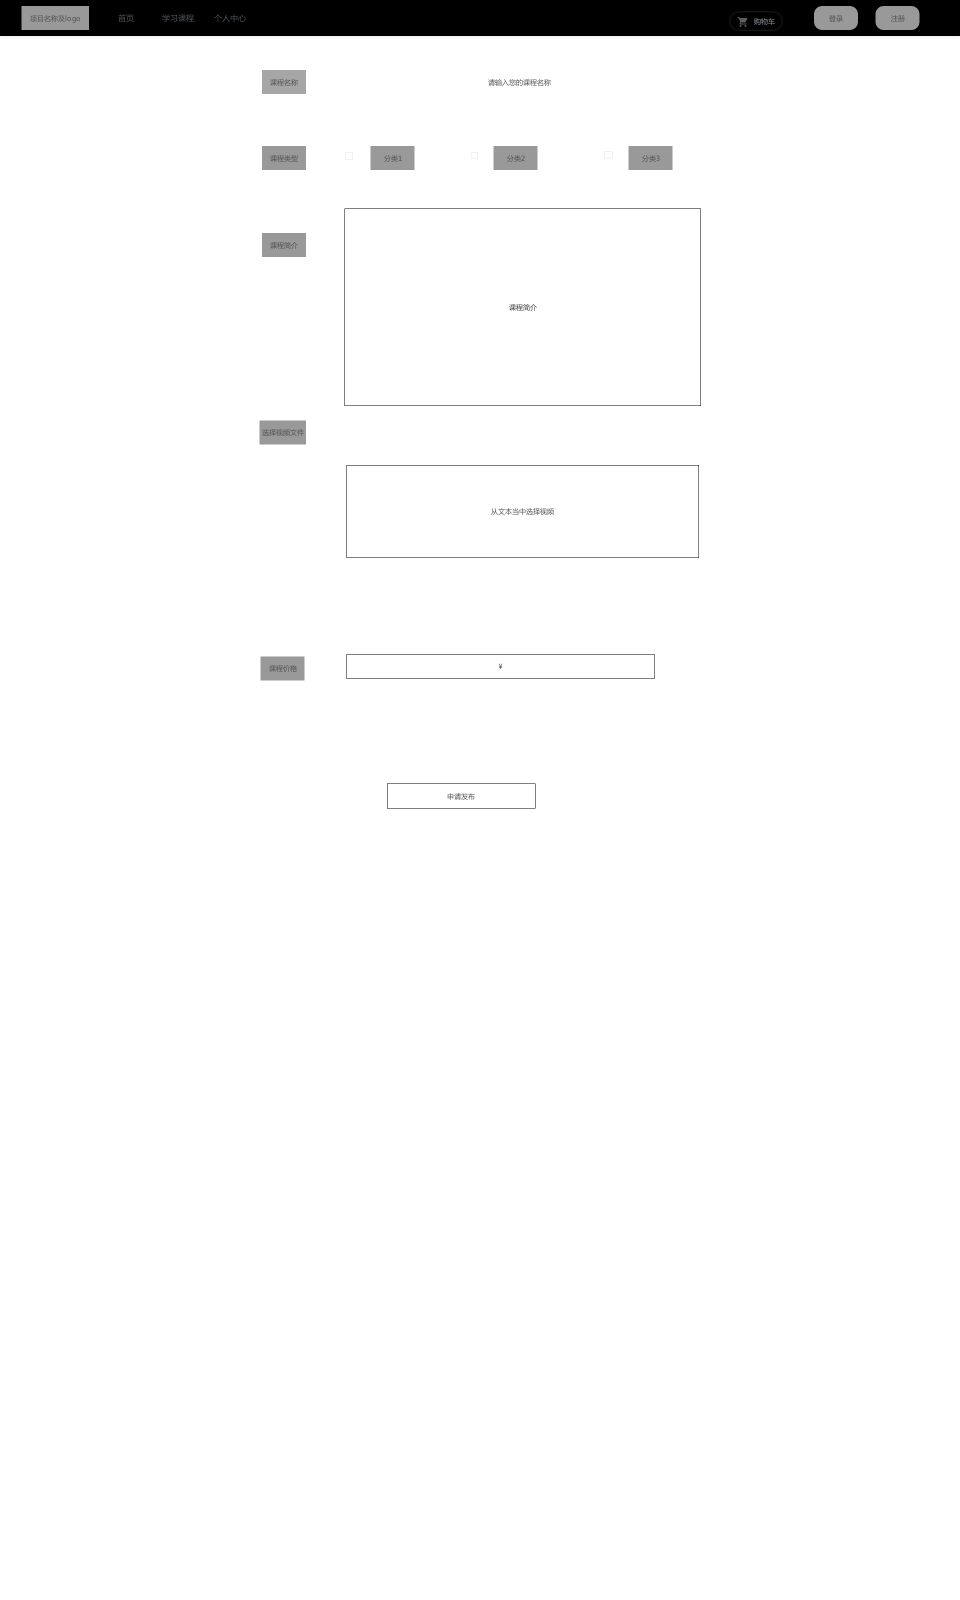 项目名称及logo 首页 学习课程 个人中心 购物车 登录 注册
课程名称 请输入您的课程名称
课程类型 分类1 分类2 分类3
课程简介
课程简介
选择视频文件
从文本当中选择视频
课程价格 ¥
申请发布